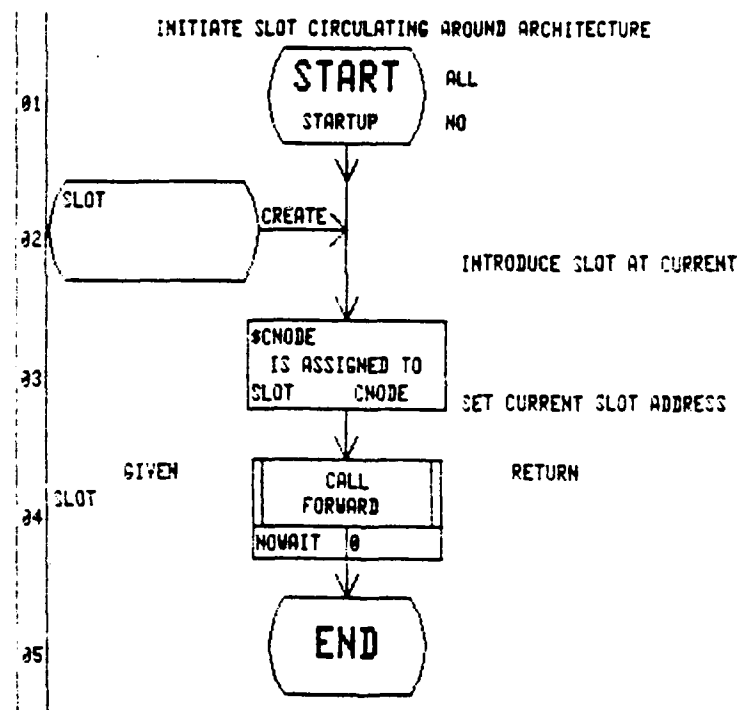 INITIATE SLOT CIRCULATING AROUND ARCHITECTURE
START ALL
01
STARTUP NO
SLOT
CREATE
02
INTRODUCE SLOT AT CURRENT
$CNODE
IS ASSIGNED TO
03
SLOT CNODE
SET CURRENT SLOT ADDRESS
GIVEN CALL RETURN
SLOT FORWARD
04
NOWAIT 0
END
05